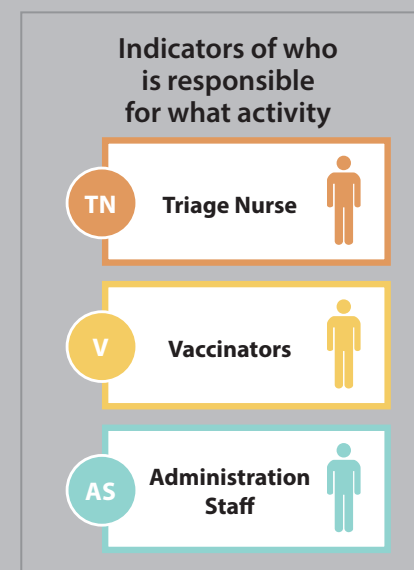 Indicators of who
is responsible
for what activity
TN
Triage Nurse
V
Vaccinators
AS
Administration
Staff